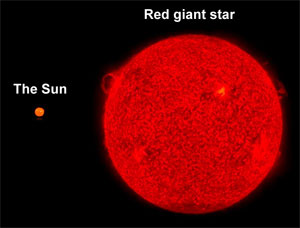 Red giant star
The Sun